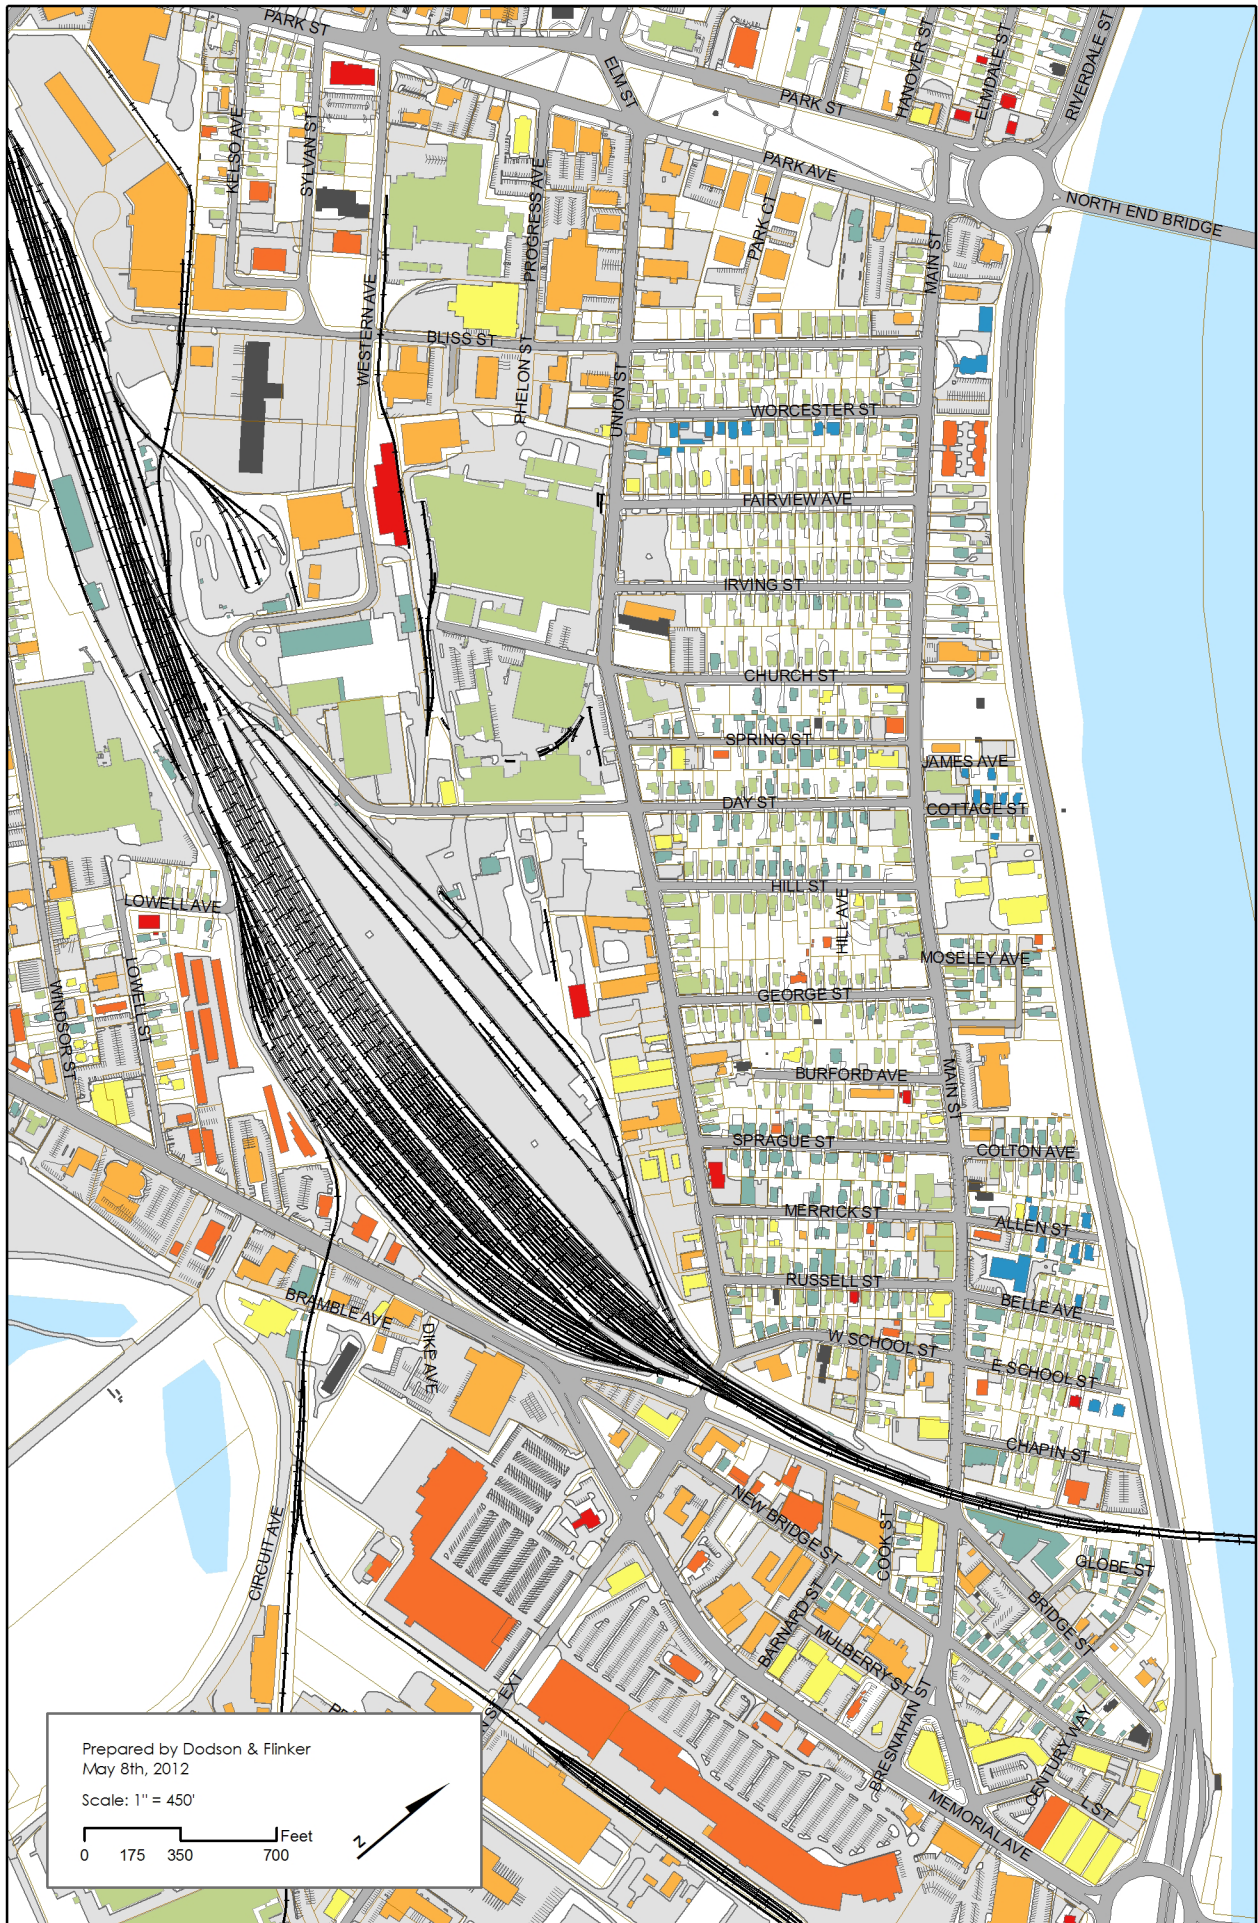 PARK ST
ELM ST
PARK ST
HANOVER ST
ELMDALE ST
RIVERDALE ST
KELSO AVE
SYLVAN ST
PROGRESS AVE
PARK AVE
PARK CT
MAIN ST
NORTH END BRIDGE
WESTERN AVE
BLISS ST
PHELON ST
UNION ST
WORCESTER ST
FAIRVIEW AVE
IRVING ST
CHURCH ST
SPRING ST
JAMES AVE
DAY ST
COTTAGE ST
HILL ST
HILL AVE
LOWELL AVE
LOWELL ST
WINDSOR ST
MOSELEY AVE
GEORGE ST
BURFORD AVE
MAIN ST
SPRAGUE ST
COLTON AVE
MERRICK ST
ALLEN ST
RUSSELL ST
BELLE AVE
BRAMBLE AVE
DIKE AVE
W SCHOOL ST
E SCHOOL ST
CHAPIN ST
NEW BRIDGE ST
COOK ST
CIRCUIT AVE
GLOBE ST
BRIDGE ST
BARNARD ST
MULBERRY ST
BRESNAHAN ST
CENTURY WAY
L ST
MEMORIAL AVE
N ST EXT
Prepared by Dodson & Flinker
May 8th, 2012
Scale: 1" = 450'
Feet
0 175 350 700
N